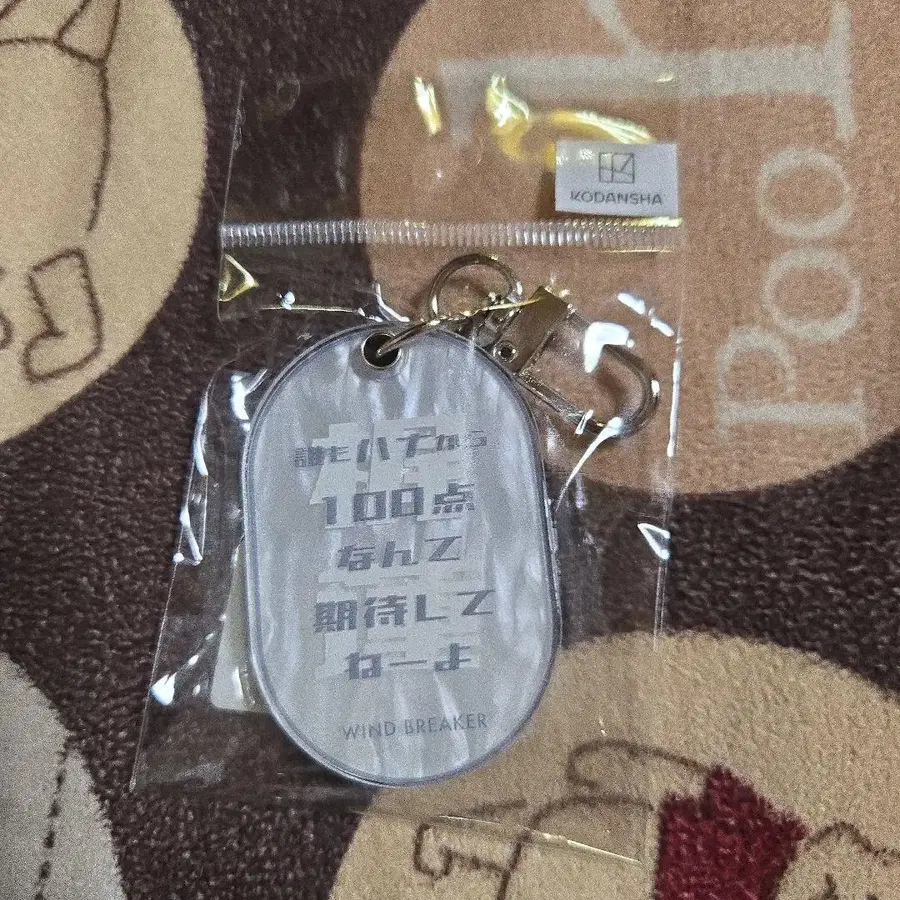 KODANSHA
誰もハナから
100点
なんて
期待して
ねーよ
WIND BREAKER
Poo